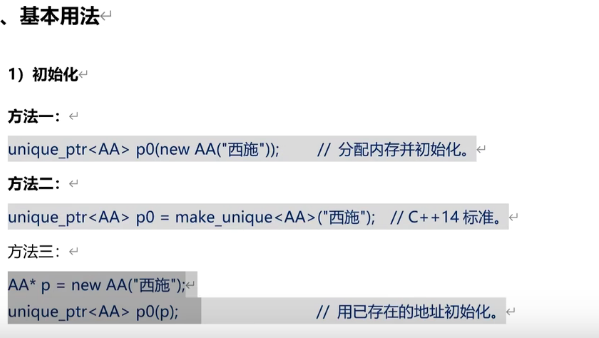 、基本用法
1）初始化
方法一：
unique_ptr<AA> p0(new AA("西施")); // 分配内存并初始化。
方法二：
unique_ptr<AA> p0 = make_unique<AA>("西施"); // C++14标准。
方法三：
AA* p = new AA("西施");
unique_ptr<AA> p0(p); // 用已存在的地址初始化。